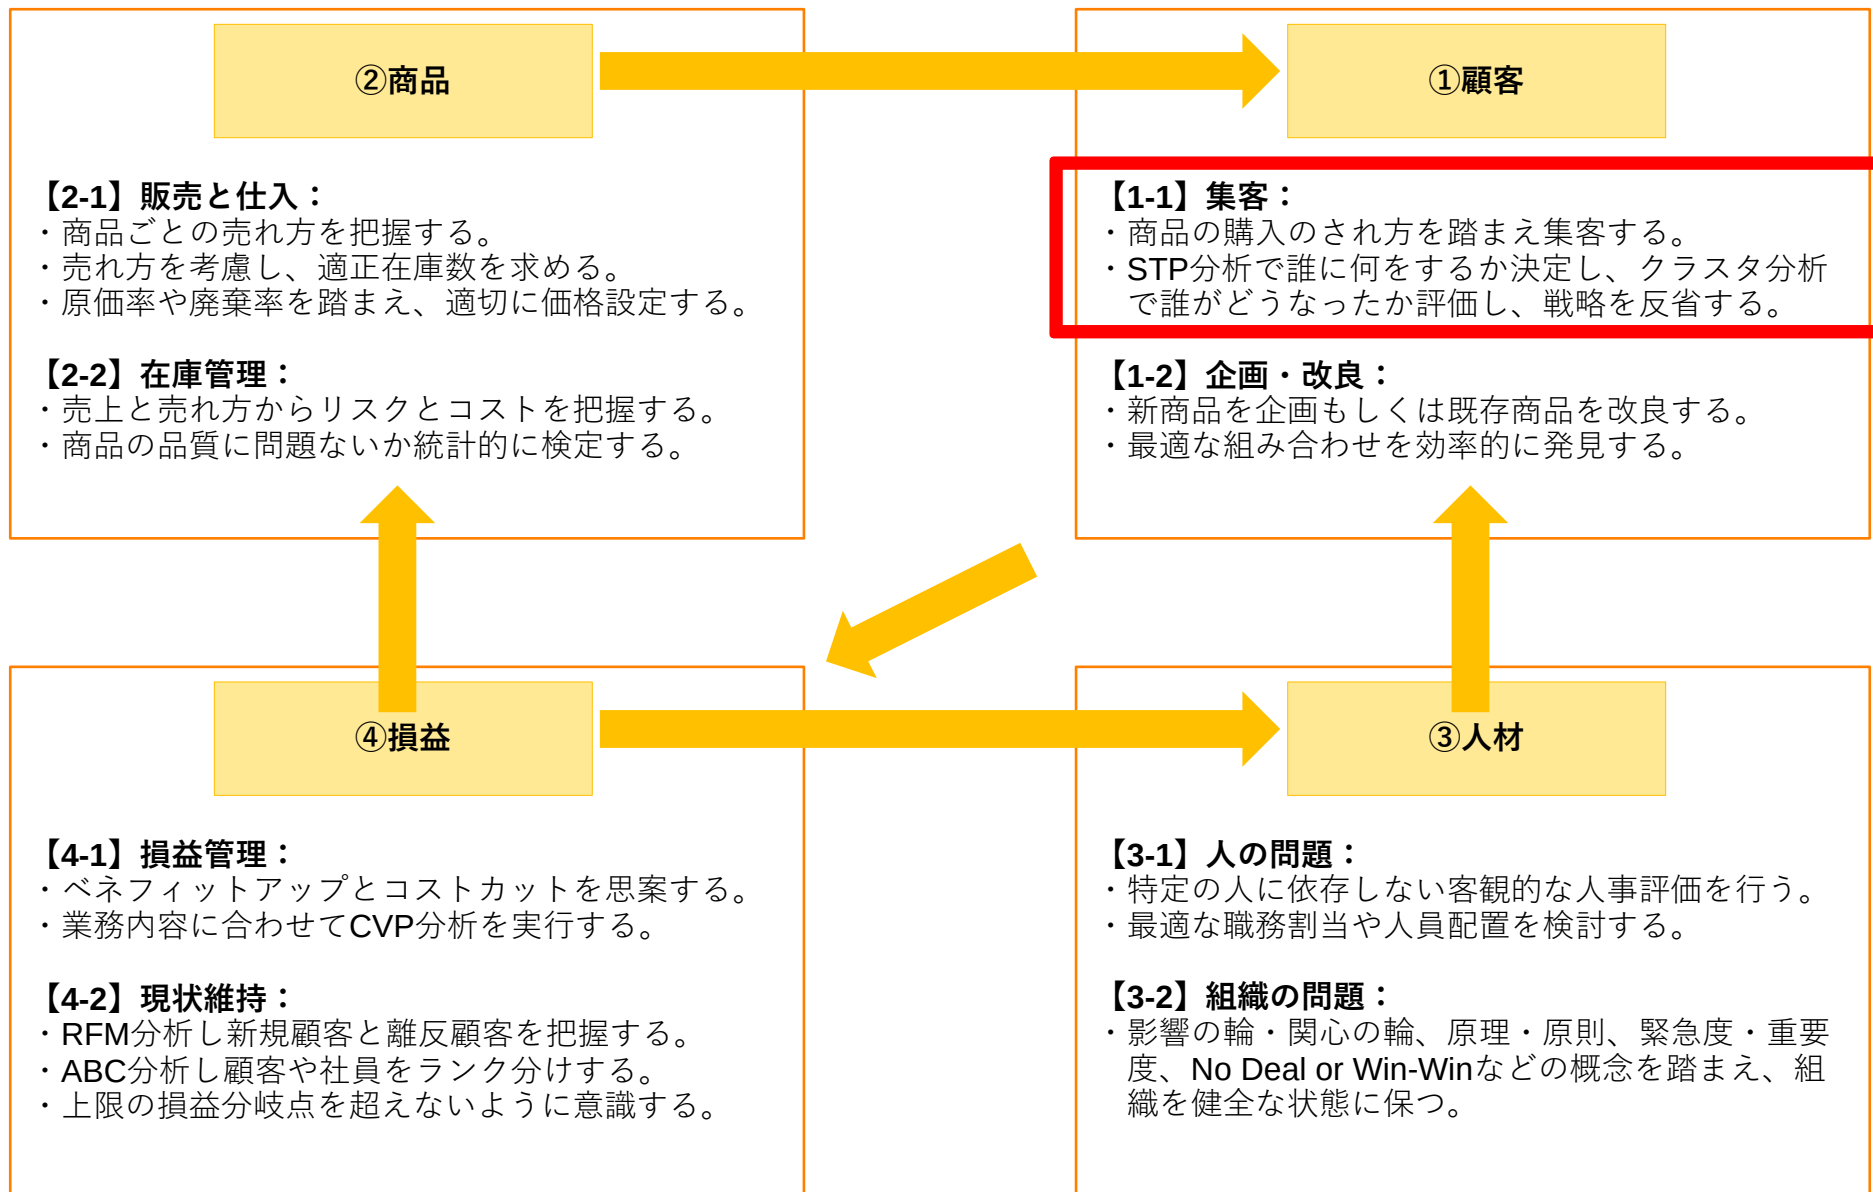 ②商品
【2-1】販売と仕入：
・商品ごとの売れ方を把握する。
・売れ方を考慮し、適正在庫数を求める。
・原価率や廃棄率を踏まえ、適切に価格設定する。
【2-2】在庫管理：
・売上と売れ方からリスクとコストを把握する。
・商品の品質に問題ないか統計的に検定する。
①顧客
【1-1】集客：
・商品の購入のされ方を踏まえ集客する。
・STP分析で誰に何をするか決定し、クラスタ分析
で誰がどうなったか評価し、戦略を反省する。
【1-2】企画・改良：
・新商品を企画もしくは既存商品を改良する。
・最適な組み合わせを効率的に発見する。
④損益
【4-1】損益管理：
・ベネフィットアップとコストカットを思案する。
・業務内容に合わせてCVP分析を実行する。
【4-2】現状維持：
・RFM分析し新規顧客と離反顧客を把握する。
・ABC分析し顧客や社員をランク分けする。
・上限の損益分岐点を超えないように意識する。
③人材
【3-1】人の問題：
・特定の人に依存しない客観的な人事評価を行う。
・最適な職務割当や人員配置を検討する。
【3-2】組織の問題：
・影響の輪・関心の輪、原理・原則、緊急度・重要
度、No Deal or Win-Winなどの概念を踏まえ、組
織を健全な状態に保つ。